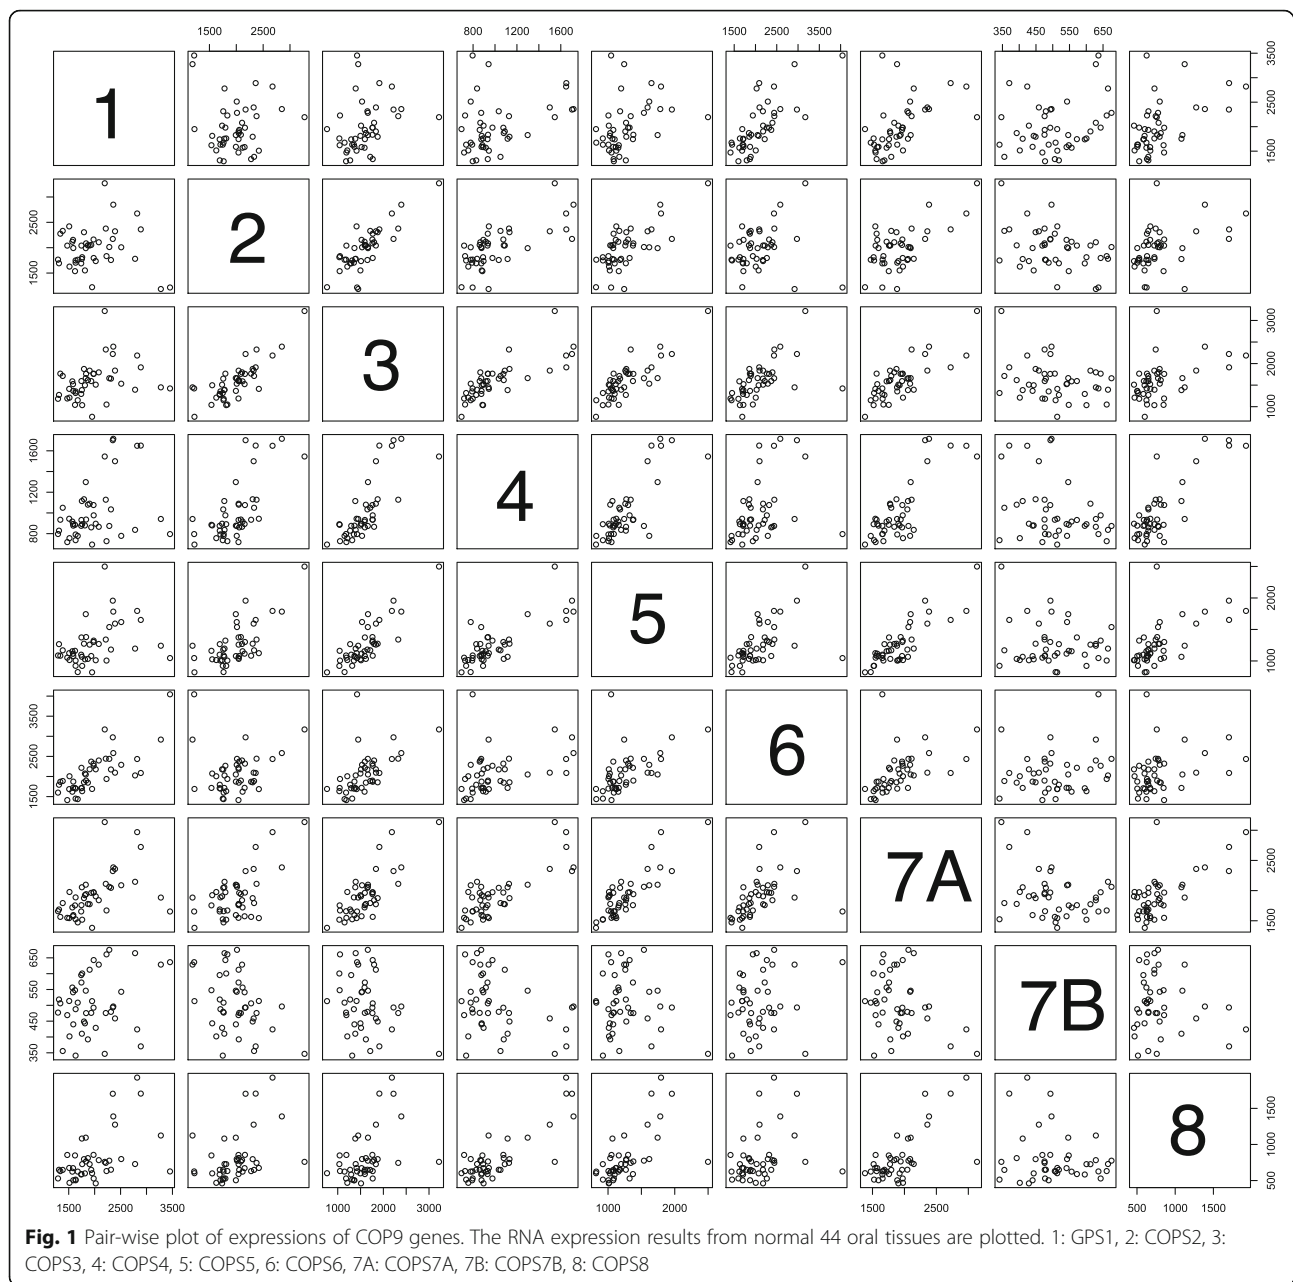 1500 2500 800 1200 1600 1500 2500 3500 350 450 550 650
1
1500 2500 3500
1500 2500
2
3
1000 2000 3000
800 1200 1600
4
5
1000 2000
1500 2500 3500
6
7A
1500 2500
350 450 550 650
7B
8
500 1000 1500
1500 2500 3500 1000 2000 3000 1000 2000 1500 2500 500 1000 1500
Fig. 1 Pair-wise plot of expressions of COP9 genes. The RNA expression results from normal 44 oral tissues are plotted. 1: GPS1, 2: COPS2, 3:
COPS3, 4: COPS4, 5: COPS5, 6: COPS6, 7A: COPS7A, 7B: COPS7B, 8: COPS8